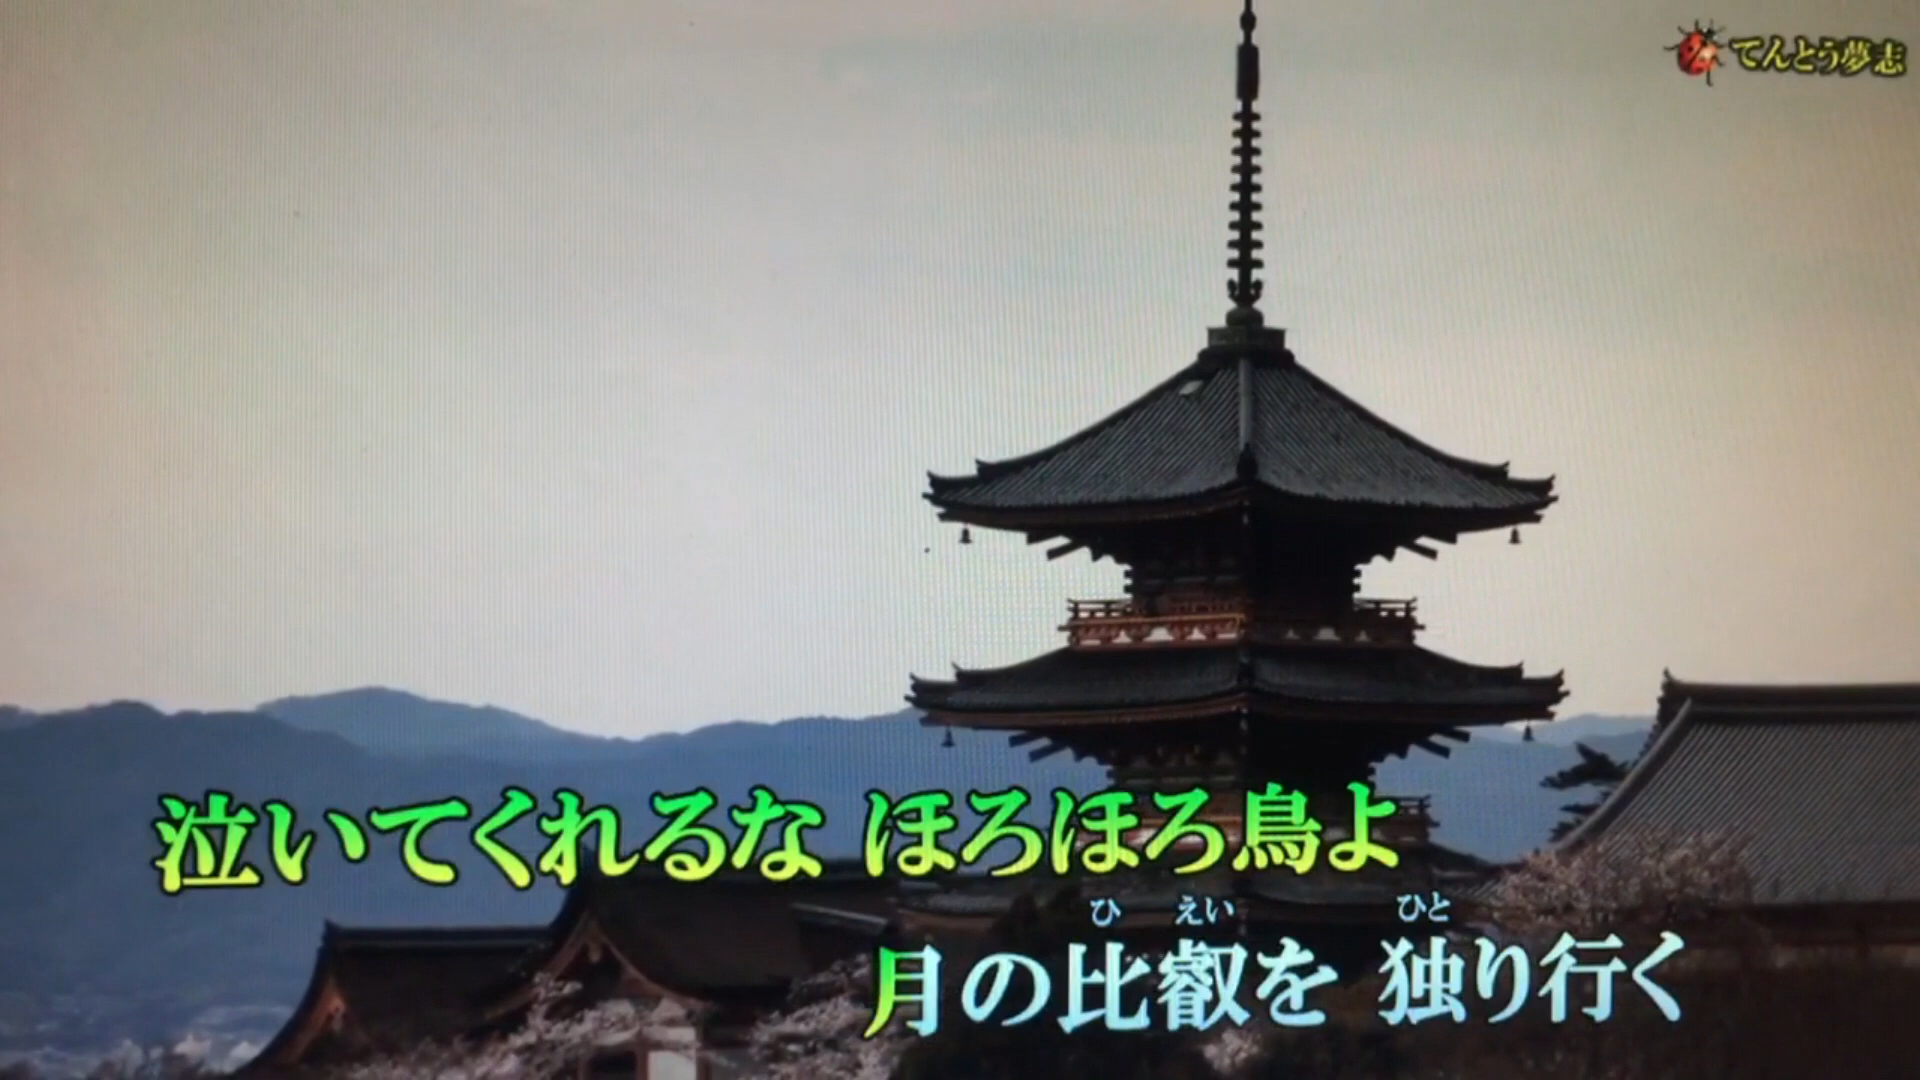 てんとう夢志
泣いてくれるな ほろほろ鳥よ
ひ えい ひと
月の比叡を 独り行く